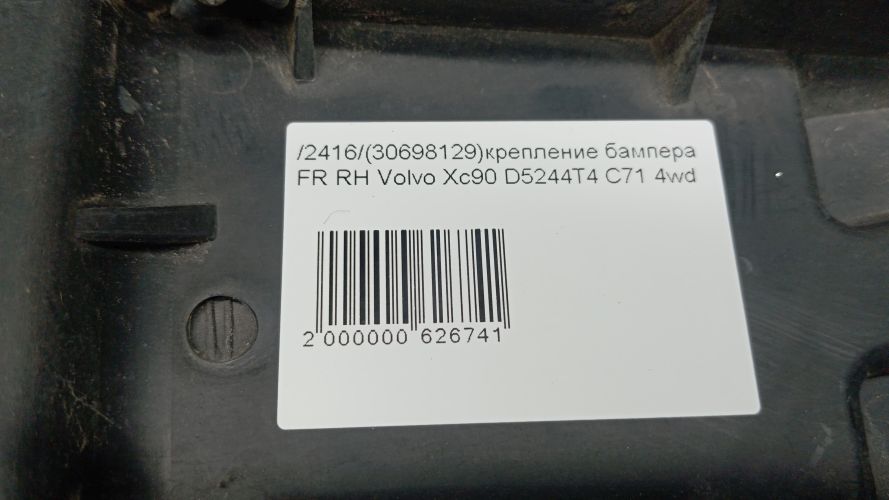 /2416/(30698129)крепление бампера
FR RH Volvo Xc90 D5244T4 C71 4wd
2 000000 626741